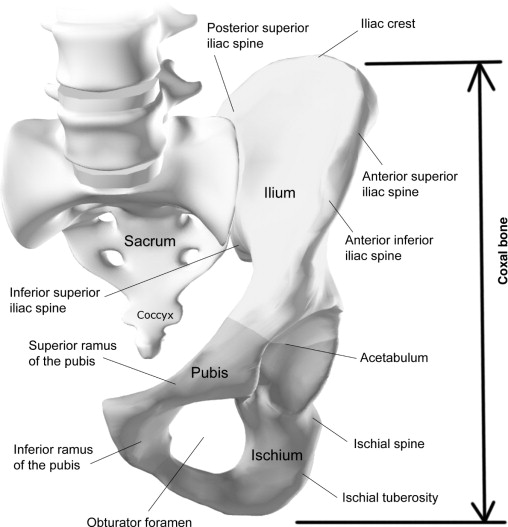 Posterior superior
iliac spine
Iliac crest
Anterior superior
iliac spine
Ilium
Anterior inferior
iliac spine
Sacrum
Coxal bone
Inferior superior
iliac spine
Coccyx
Superior ramus
of the pubis
Acetabulum
Pubis
Inferior ramus
of the pubis
Ischium
Ischial spine
Ischial tuberosity
Obturator foramen